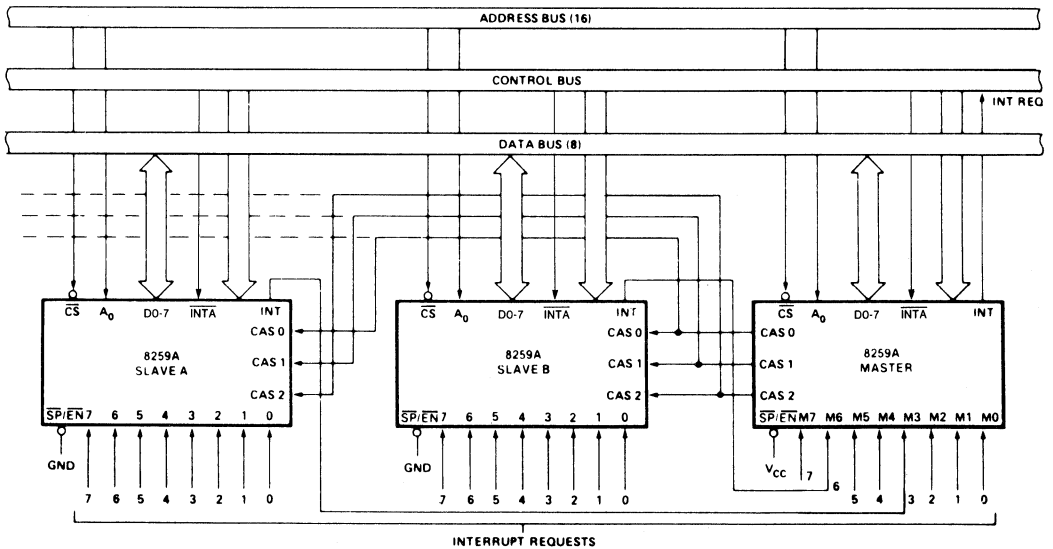 ADDRESS BUS (16)
CONTROL BUS
INT REQ
DATA BUS (8)
CS A0 D0-7 INTA INT
CAS 0
8259A
SLAVE A
CAS 1
CAS 2
SP/EN 7 6 5 4 3 2 1 0
GND
7 6 5 4 3 2 1 0
CS A0 D0-7 INTA INT
CAS 0
8259A
SLAVE B
CAS 1
CAS 2
SP/EN 7 6 5 4 3 2 1 0
GND
7 6 5 4 3 2 1 0
CS A0 D0-7 INTA INT
CAS 0
8259A
MASTER
CAS 1
CAS 2
SP/EN M7 M6 M5 M4 M3 M2 M1 M0
VCC
7 6 5 4 3 2 1 0
INTERRUPT REQUESTS